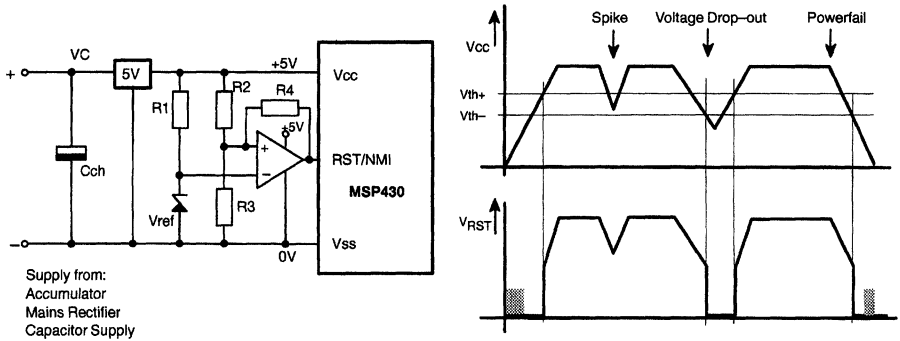 VC
+
5V
+5V
Vcc
R1
R2
R4
+5V
+
−
RST/NMI
MSP430
Cch
Vref
R3
−
0V
Vss
Supply from:
Accumulator
Mains Rectifier
Capacitor Supply
Spike
Voltage Drop–out
Powerfail
Vcc
Vth+
Vth−
VRST